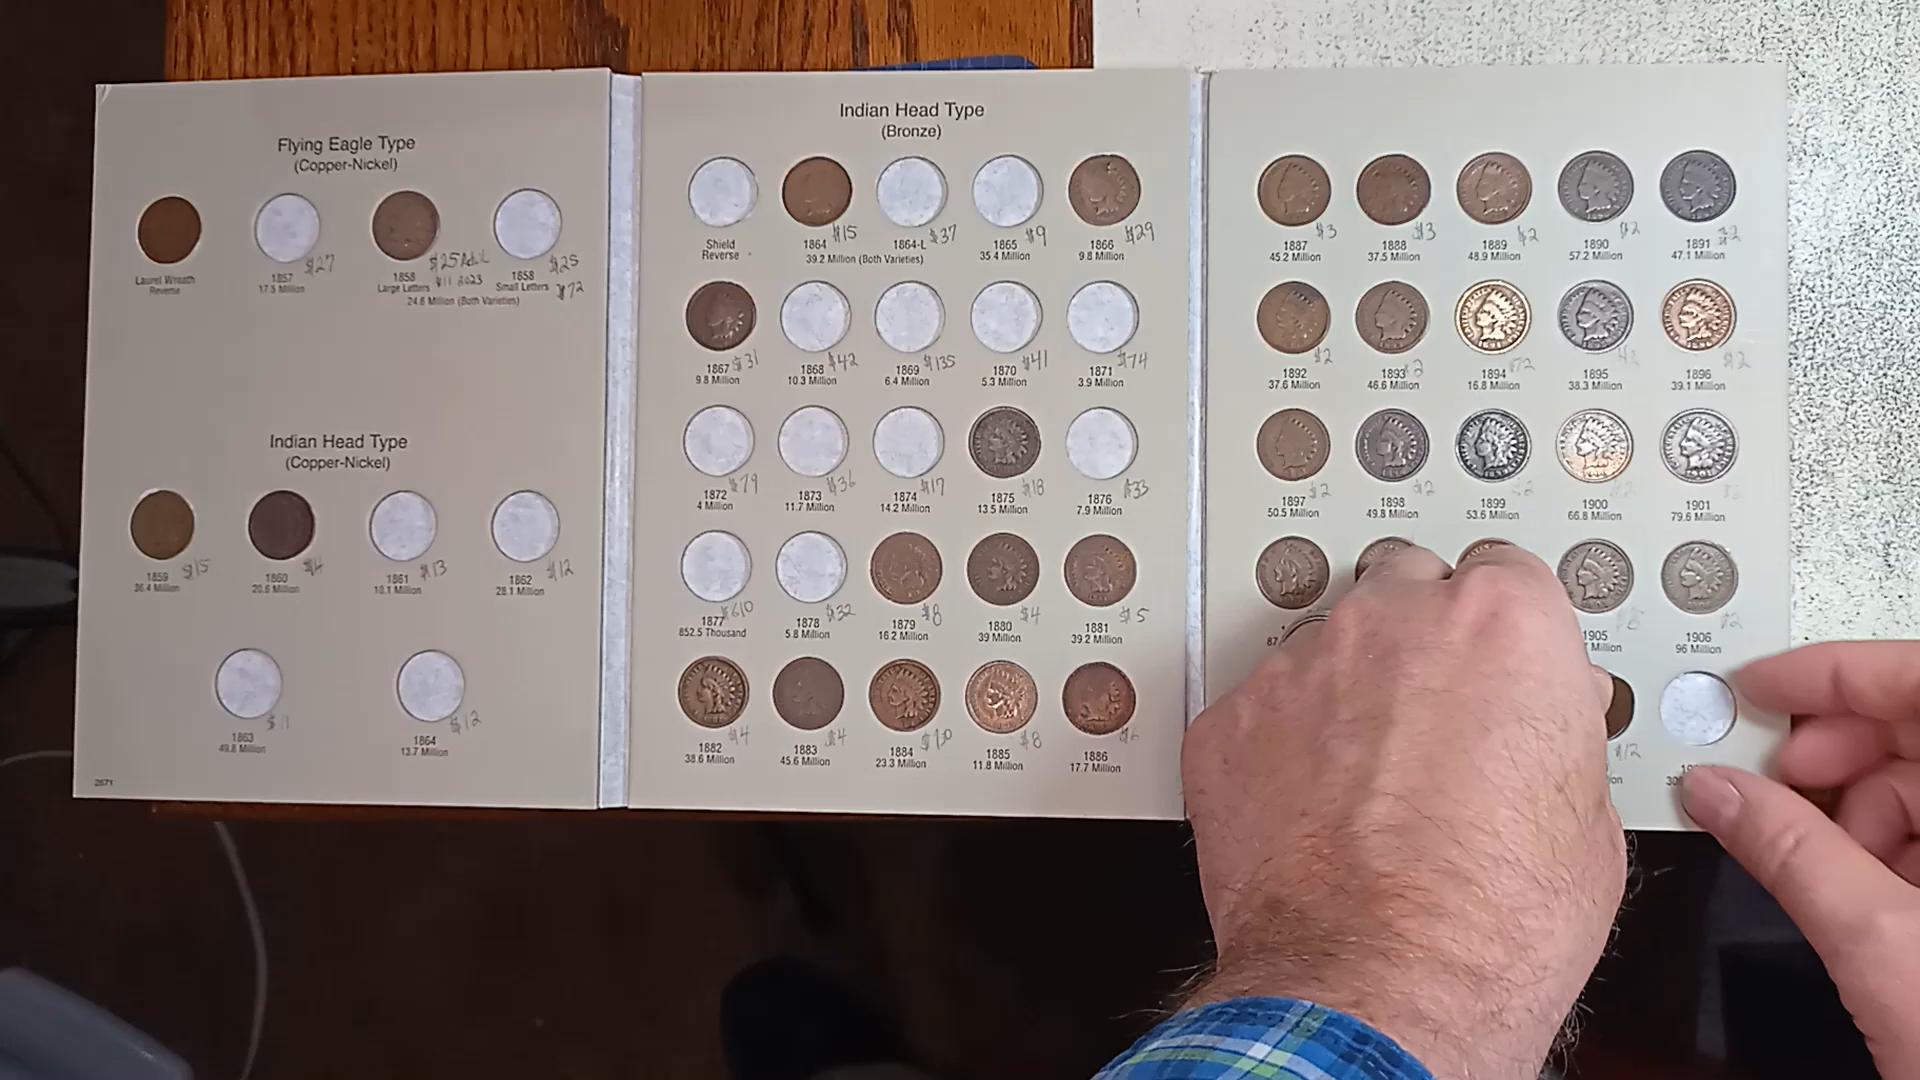 Flying Eagle Type
(Copper-Nickel)
Laurel Wreath
Reverse
1857 $27
17.5 Million
1858 $25
Large Letters $11 2023
1858 $25
Small Letters $72
24.6 Million (Both Varieties)
Indian Head Type
(Copper-Nickel)
1859 $15
36.4 Million
1860 $14
20.6 Million
1861 $13
10.1 Million
1862 $12
28.1 Million
1863 $11
49.8 Million
1864 $12
13.7 Million
2671
Indian Head Type
(Bronze)
Shield
Reverse
1864 $15
1864-L $37
39.2 Million (Both Varieties)
1865 $9
35.4 Million
1866 $29
9.8 Million
1867 $31
9.8 Million
1868 $42
10.3 Million
1869 $135
6.4 Million
1870 $41
5.3 Million
1871 $74
3.9 Million
1872 $79
4 Million
1873 $36
11.7 Million
1874 $17
14.2 Million
1875 $18
13.5 Million
1876 $33
7.9 Million
1877 $610
852.5 Thousand
1878 $32
5.8 Million
1879 $8
16.2 Million
1880 $4
39 Million
1881 $5
39.2 Million
1882 $4
38.6 Million
1883 $4
45.6 Million
1884
23.3 Million
1885 $8
11.8 Million
1886 $6
17.7 Million
1887 $3
45.2 Million
1888 $3
37.5 Million
1889 $2
48.9 Million
1890 $2
57.2 Million
1891 $2
47.1 Million
1892 $2
37.6 Million
1893 $2
46.6 Million
1894
16.8 Million
1895
38.3 Million
1896 $2
39.1 Million
1897 $2
50.5 Million
1898 $2
49.8 Million
1899 $2
53.6 Million
1900
66.8 Million
1901
79.6 Million
87
1905
Million
1906 $2
96 Million
$12